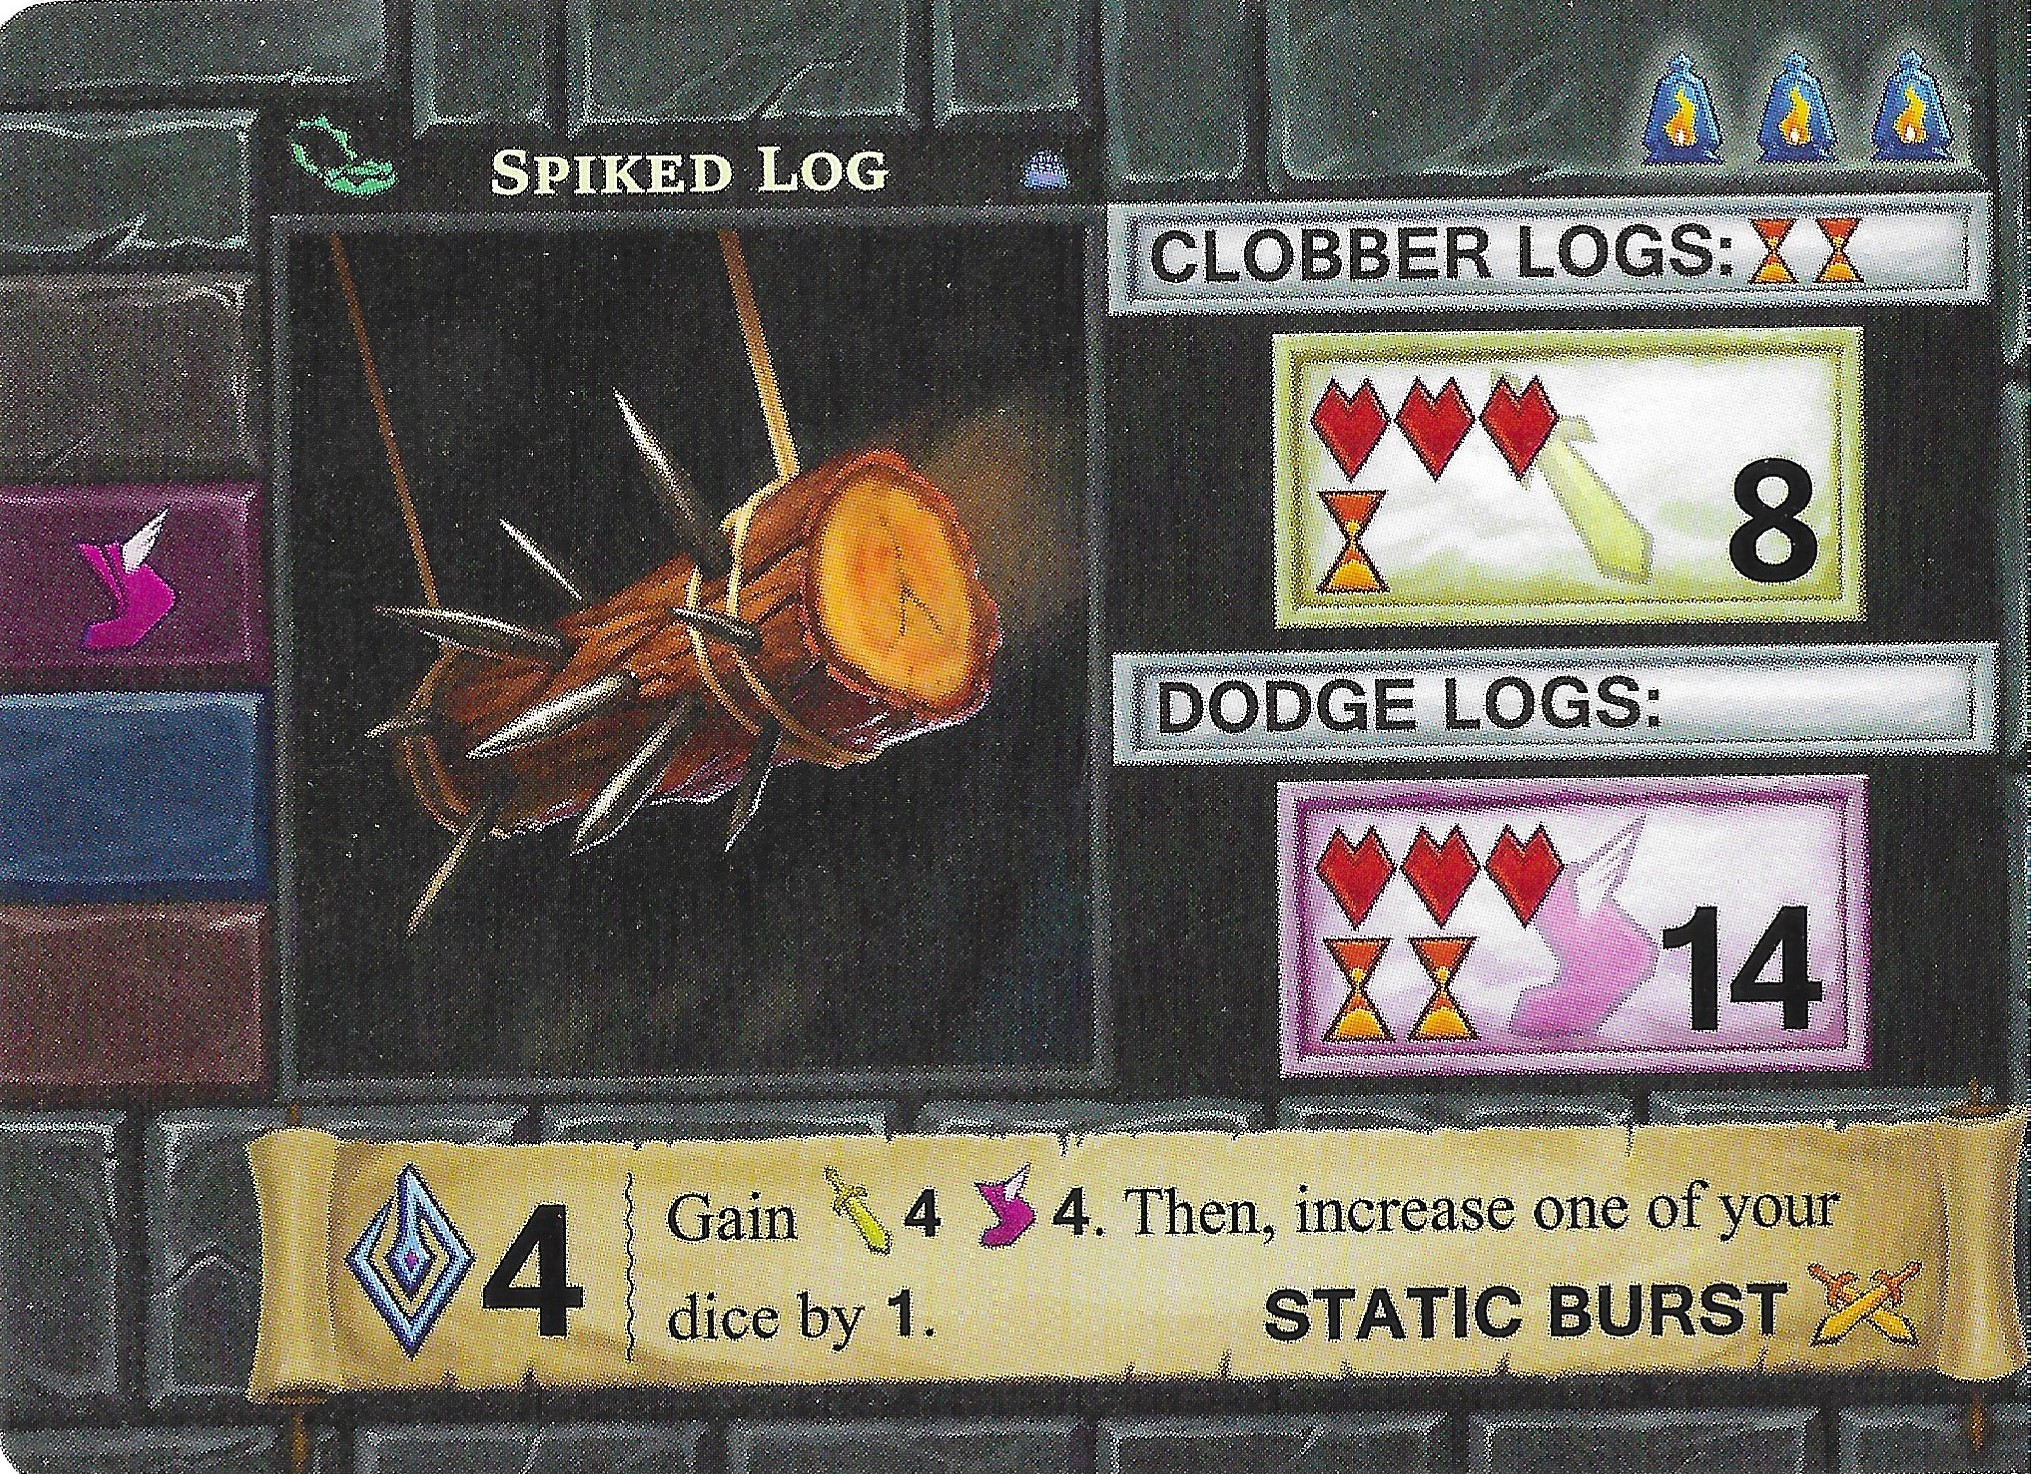 SPIKED LOG
CLOBBER LOGS:
8
DODGE LOGS:
14
4
Gain 4 4. Then, increase one of your
dice by 1.
STATIC BURST